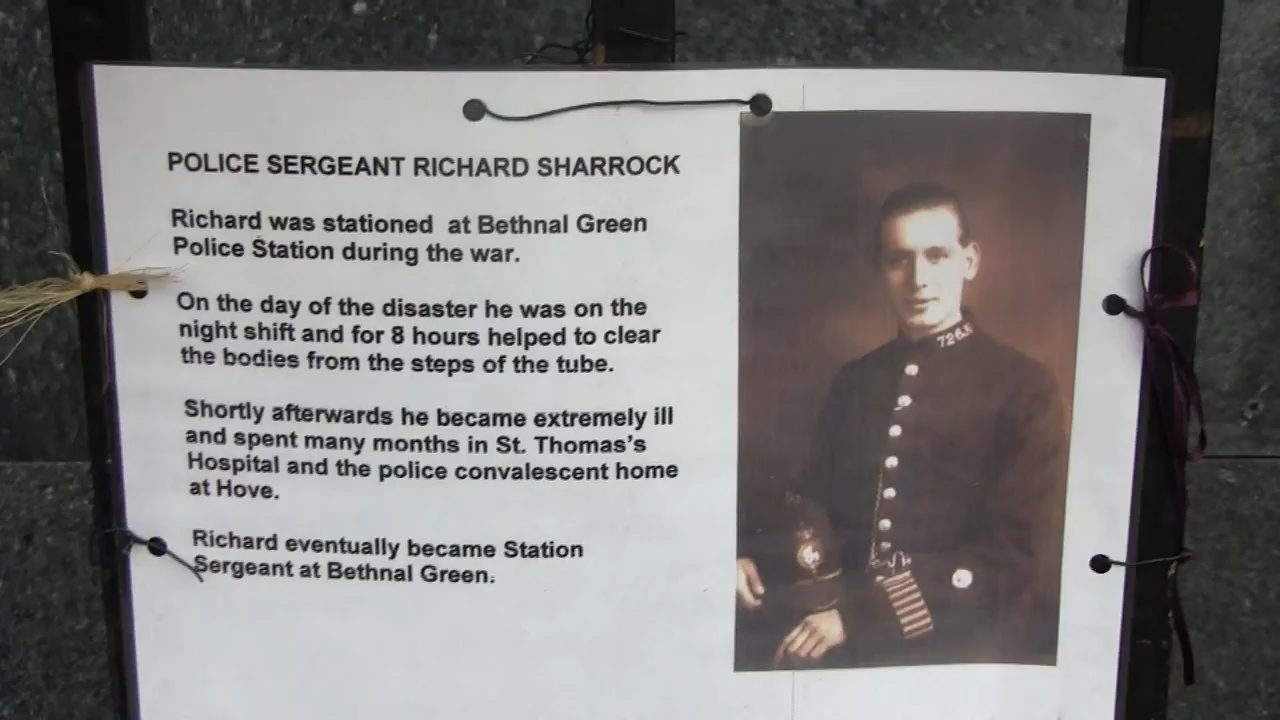 POLICE SERGEANT RICHARD SHARROCK
Richard was stationed at Bethnal Green
Police Station during the war.
On the day of the disaster he was on the
night shift and for 8 hours helped to clear
the bodies from the steps of the tube.
Shortly afterwards he became extremely ill
and spent many months in St. Thomas's
Hospital and the police convalescent home
at Hove.
Richard eventually became Station
Sergeant at Bethnal Green.